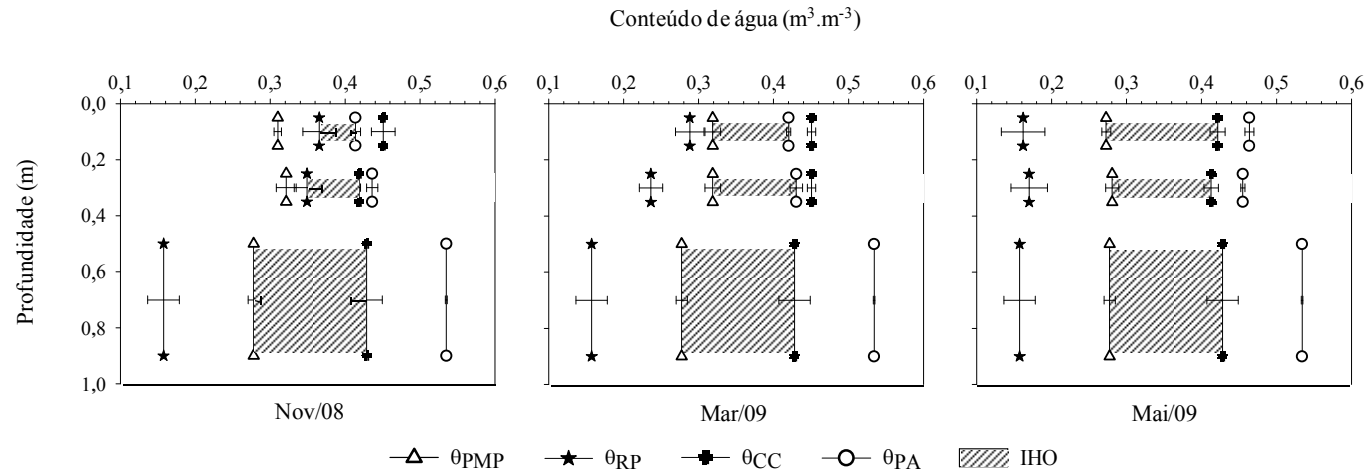 Conteúdo de água (m³.m⁻³)
0,1 0,2 0,3 0,4 0,5 0,6
0,1 0,2 0,3 0,4 0,5 0,6
0,1 0,2 0,3 0,4 0,5 0,6
Profundidade (m)
0,0
0,2
0,4
0,6
0,8
1,0
Nov/08 Mar/09 Mai/09
θPMP θRP θCC θPA IHO